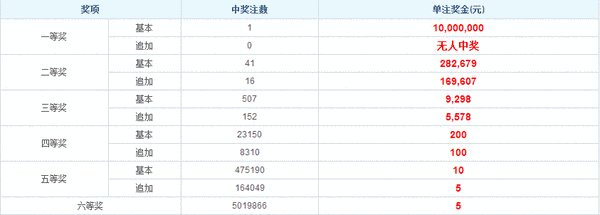 奖项 中奖注数 单注奖金(元)
一等奖 基本 1 10,000,000
追加 0 无人中奖
二等奖 基本 41 282,679
追加 16 169,607
三等奖 基本 507 9,298
追加 152 5,578
四等奖 基本 23150 200
追加 8310 100
五等奖 基本 475190 10
追加 164049 5
六等奖 5019866 5